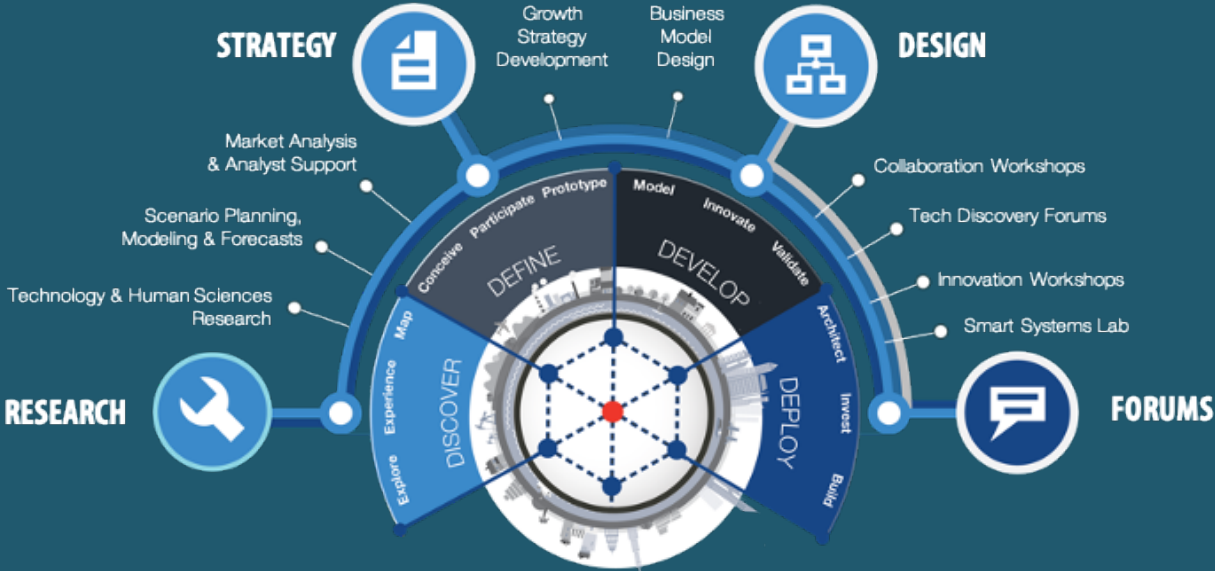 STRATEGY
Growth
Strategy
Development
Business
Model
Design
DESIGN
Market Analysis
& Analyst Support
Scenario Planning,
Modeling & Forecasts
Technology & Human Sciences
Research
RESEARCH
Collaboration Workshops
Tech Discovery Forums
Innovation Workshops
Smart Systems Lab
FORUMS
Explore Experience Map
DISCOVER
Conceive Participate Prototype
DEFINE
Model Innovate Validate
DEVELOP
Architect Invest Build
DEPLOY